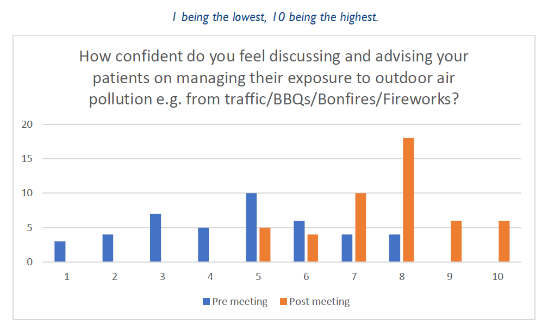 1 being the lowest, 10 being the highest.
How confident do you feel discussing and advising your
patients on managing their exposure to outdoor air
pollution e.g. from traffic/BBQs/Bonfires/Fireworks?
20
15
10
5
0
1 2 3 4 5 6 7 8 9 10
Pre meeting Post meeting